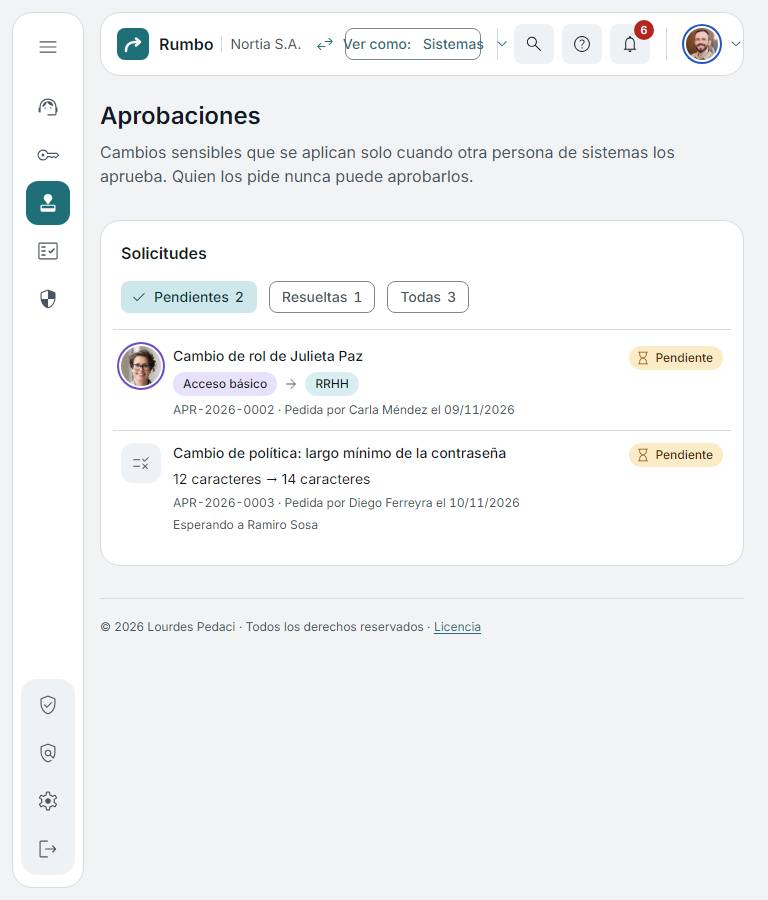 Rumbo
Nortia S.A.
Ver como: Sistemas
6
Aprobaciones
Cambios sensibles que se aplican solo cuando otra persona de sistemas los
aprueba. Quien los pide nunca puede aprobarlos.
Solicitudes
Pendientes 2
Resueltas 1
Todas 3
Cambio de rol de Julieta Paz
Pendiente
Acceso básico → RRHH
APR-2026-0002 · Pedida por Carla Méndez el 09/11/2026
Cambio de política: largo mínimo de la contraseña
Pendiente
12 caracteres → 14 caracteres
APR-2026-0003 · Pedida por Diego Ferreyra el 10/11/2026
Esperando a Ramiro Sosa
© 2026 Lourdes Pedaci · Todos los derechos reservados · Licencia